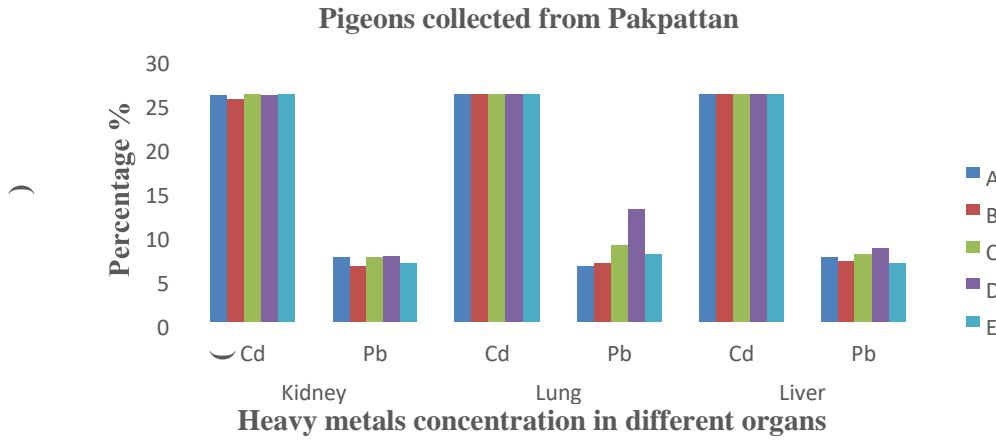 Pigeons collected from Pakpattan
Percentage %
30
25
20
15
10
5
0
Cd Pb Cd Pb Cd Pb
Kidney Lung Liver
Heavy metals concentration in different organs
A
B
C
D
E
)
(